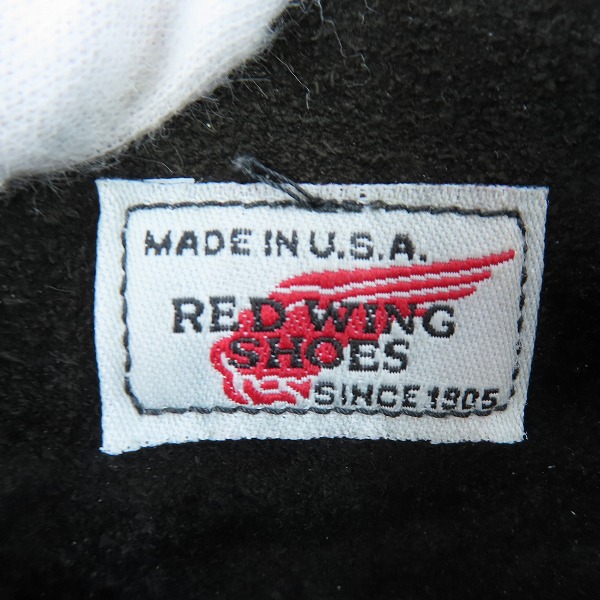 MADE IN U.S.A.
RED WING
SHOES
SINCE 1905